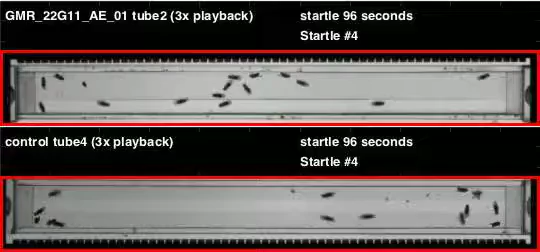 GMR_22G11_AE_01 tube2 (3x playback)
startle 96 seconds
Startle #4
control tube4 (3x playback)
startle 96 seconds
Startle #4